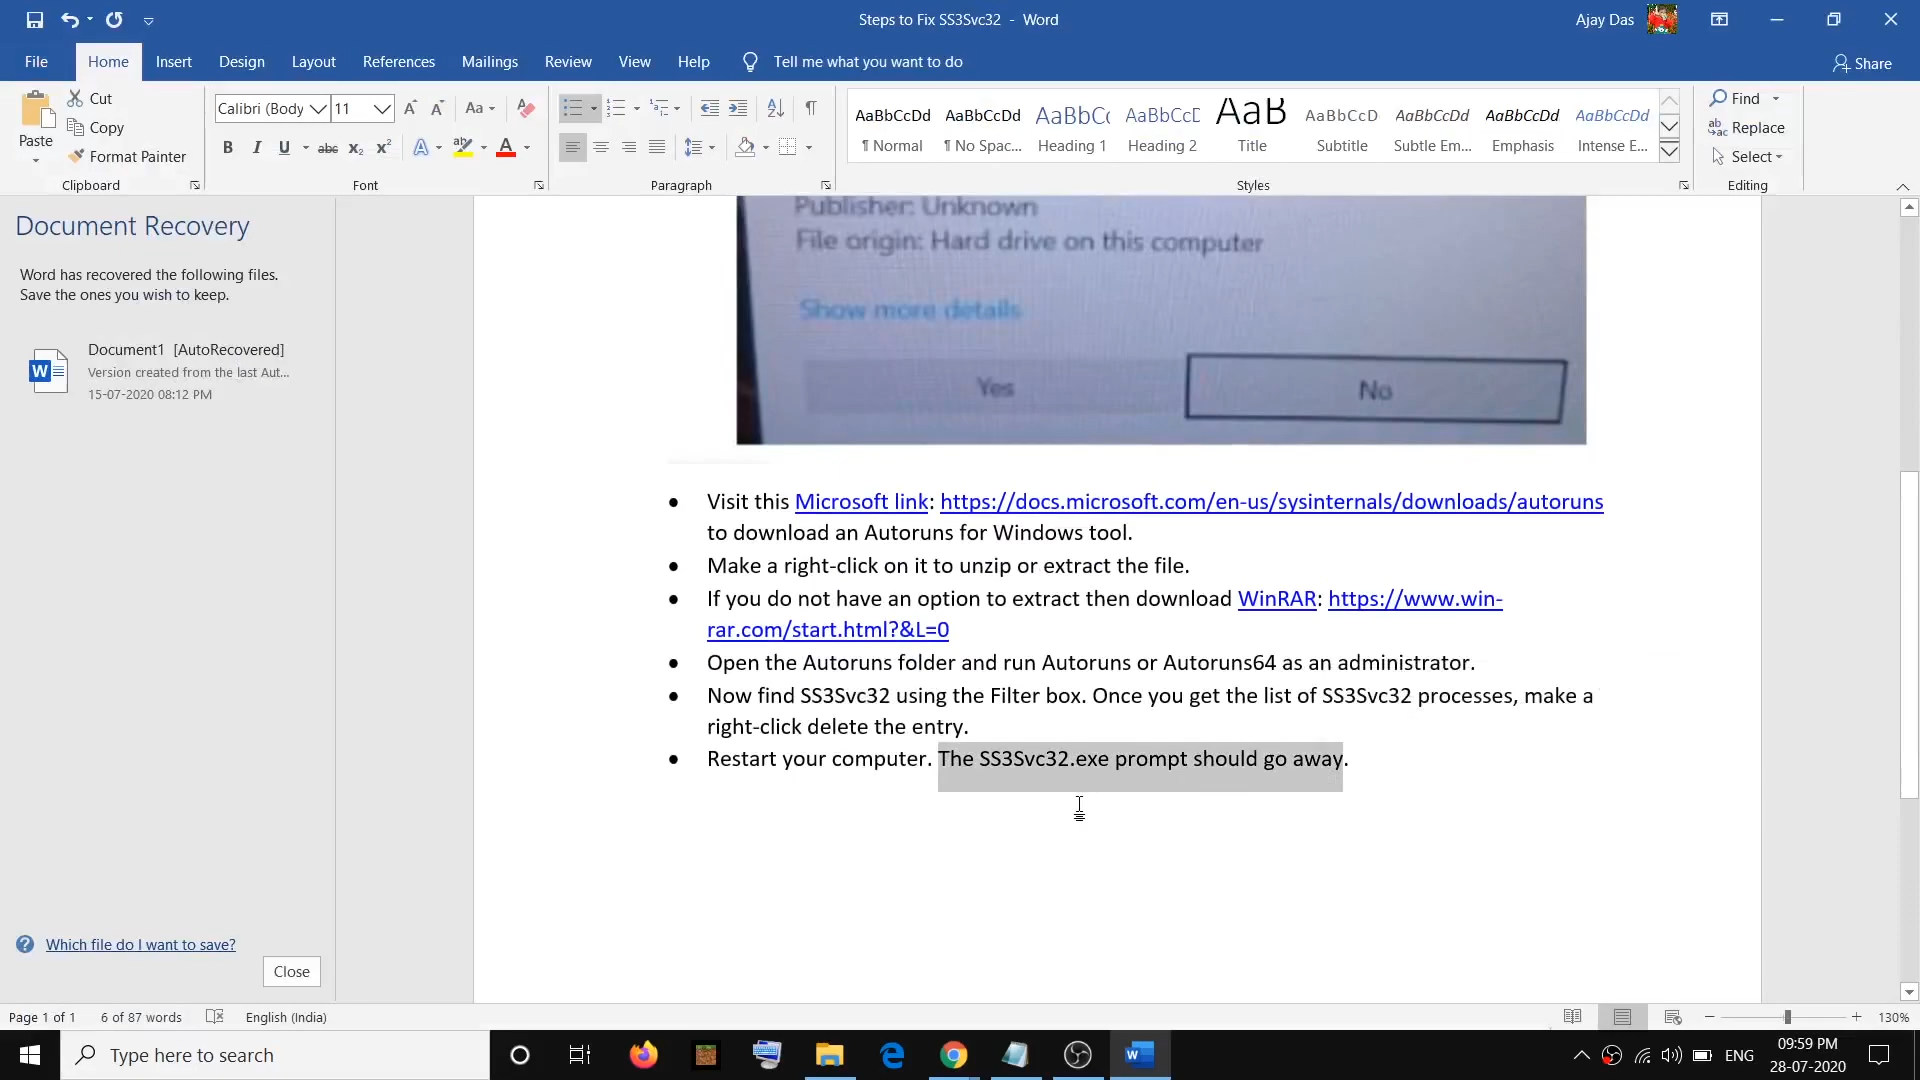 Steps to Fix SS3Svc32 - Word
Ajay Das
File Home Insert Design Layout References Mailings Review View Help Tell me what you want to do
Share
Paste
Cut
Copy
Format Painter
Clipboard
Calibri (Body 11
Aa
B I U abc x₂ x²
A
Font
Paragraph
AaBbCcDd AaBbCcDd AaBbC AaBbCcD AaB AaBbCcD AaBbCcDd AaBbCcDd AaBbCcDd
¶ Normal ¶ No Spac... Heading 1 Heading 2 Title Subtitle Subtle Em... Emphasis Intense E...
Styles
Find
Replace
Select
Editing
Document Recovery
Word has recovered the following files.
Save the ones you wish to keep.
Document1 [AutoRecovered]
Version created from the last Aut...
15-07-2020 08:12 PM
Which file do I want to save?
Close
Publisher: Unknown
File origin: Hard drive on this computer
Show more details
Yes No
• Visit this Microsoft link: https://docs.microsoft.com/en-us/sysinternals/downloads/autoruns
to download an Autoruns for Windows tool.
• Make a right-click on it to unzip or extract the file.
• If you do not have an option to extract then download WinRAR: https://www.win-
rar.com/start.html?&L=0
• Open the Autoruns folder and run Autoruns or Autoruns64 as an administrator.
• Now find SS3Svc32 using the Filter box. Once you get the list of SS3Svc32 processes, make a
right-click delete the entry.
• Restart your computer. The SS3Svc32.exe prompt should go away.
Page 1 of 1 6 of 87 words English (India)
130%
Type here to search
ENG
09:59 PM
28-07-2020